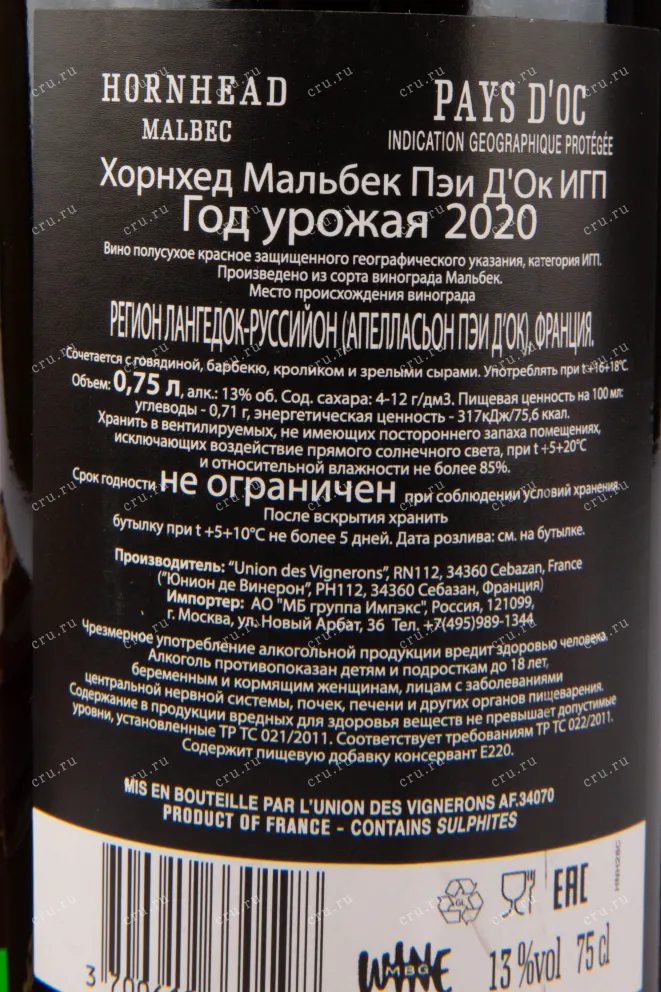 HORNHEAD
MALBEC
PAYS D'OC
INDICATION GEOGRAPHIQUE PROTÉGÉE
Хорнхед Мальбек Пэи Д'Ок ИГП
Год урожая 2020
Вино полусухое красное защищенного географического указания, категория ИГП.
Произведено из сорта винограда Мальбек.
Место происхождения винограда
РЕГИОН ЛАНГЕДОК-РУССИЙОН (АПЕЛЛАСЬОН ПЭИ Д'ОК), ФРАНЦИЯ.
Сочетается с говядиной, барбекю, кроликом и зрелыми сырами. Употреблять при t +16+18°C
Объем: 0,75 л, алк.: 13% об. Сод. сахара: 4-12 г/дм3. Пищевая ценность на 100 мл:
углеводы - 0,71 г, энергетическая ценность - 317кДж/75,6 ккал.
Хранить в вентилируемых, не имеющих постороннего запаха помещениях,
исключающих воздействие прямого солнечного света, при t +5+20°C
и относительной влажности не более 85%.
Срок годности не ограничен при соблюдении условий хранения.
После вскрытия хранить
бутылку при t +5+10°C не более 5 дней. Дата розлива: см. на бутылке.
Производитель: "Union des Vignerons", RN112, 34360 Cebazan, France
("Юнион де Винерон", РН112, 34360 Себазан, Франция)
Импортер: АО "МБ группа Импэкс", Россия, 121099,
г. Москва, ул. Новый Арбат, 36 Тел. +7(495)989-1344
Чрезмерное употребление алкогольной продукции вредит здоровью человека.
Алкоголь противопоказан детям и подросткам до 18 лет,
беременным и кормящим женщинам, лицам с заболеваниями
центральной нервной системы, почек, печени и других органов пищеварения.
Содержание в продукции вредных для здоровья веществ не превышает допустимые
уровни, установленные ТР ТС 021/2011. Соответствует требованиям ТР ТС 022/2011.
Содержит пищевую добавку консервант Е220.
MIS EN BOUTEILLE PAR L'UNION DES VIGNERONS AF.34070
PRODUCT OF FRANCE - CONTAINS SULPHITES
GL
EAC
WINE
MBG
13 %vol 75 cl
cru.ru